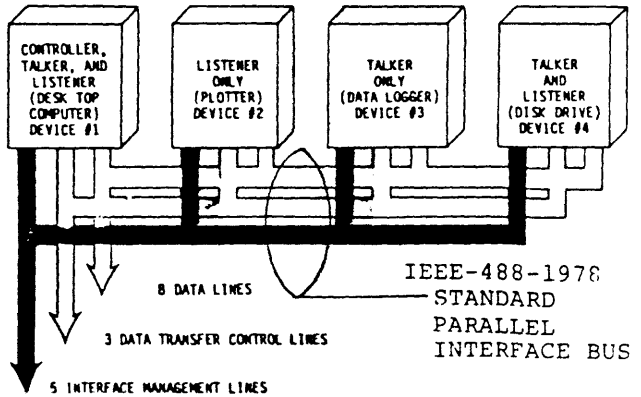 CONTROLLER,
TALKER, AND
LISTENER
(DESK TOP
COMPUTER)
DEVICE #1
LISTENER
ONLY
(PLOTTER)
DEVICE #2
TALKER
ONLY
(DATA LOGGER)
DEVICE #3
TALKER
AND
LISTENER
(DISK DRIVE)
DEVICE #4
8 DATA LINES
3 DATA TRANSFER CONTROL LINES
5 INTERFACE MANAGEMENT LINES
IEEE-488-1978
STANDARD
PARALLEL
INTERFACE BUS